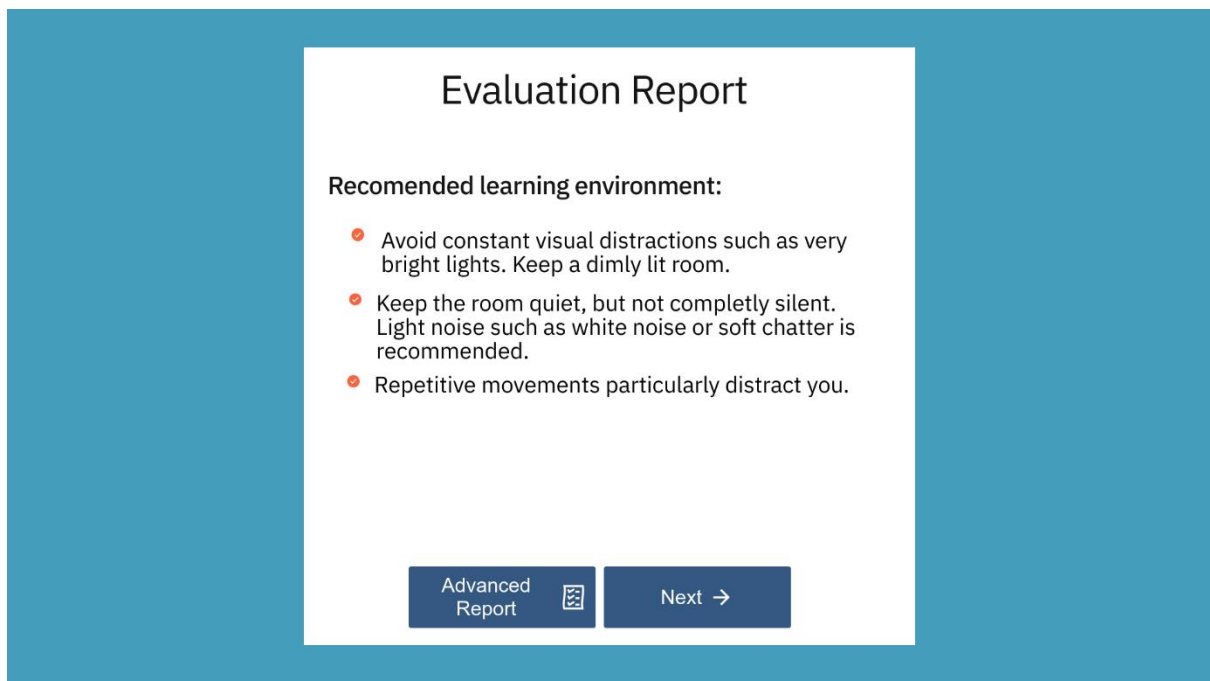 Evaluation Report
Recomended learning environment:
Avoid constant visual distractions such as very
bright lights. Keep a dimly lit room.
Keep the room quiet, but not completly silent.
Light noise such as white noise or soft chatter is
recommended.
Repetitive movements particularly distract you.
Advanced
Report
Next →